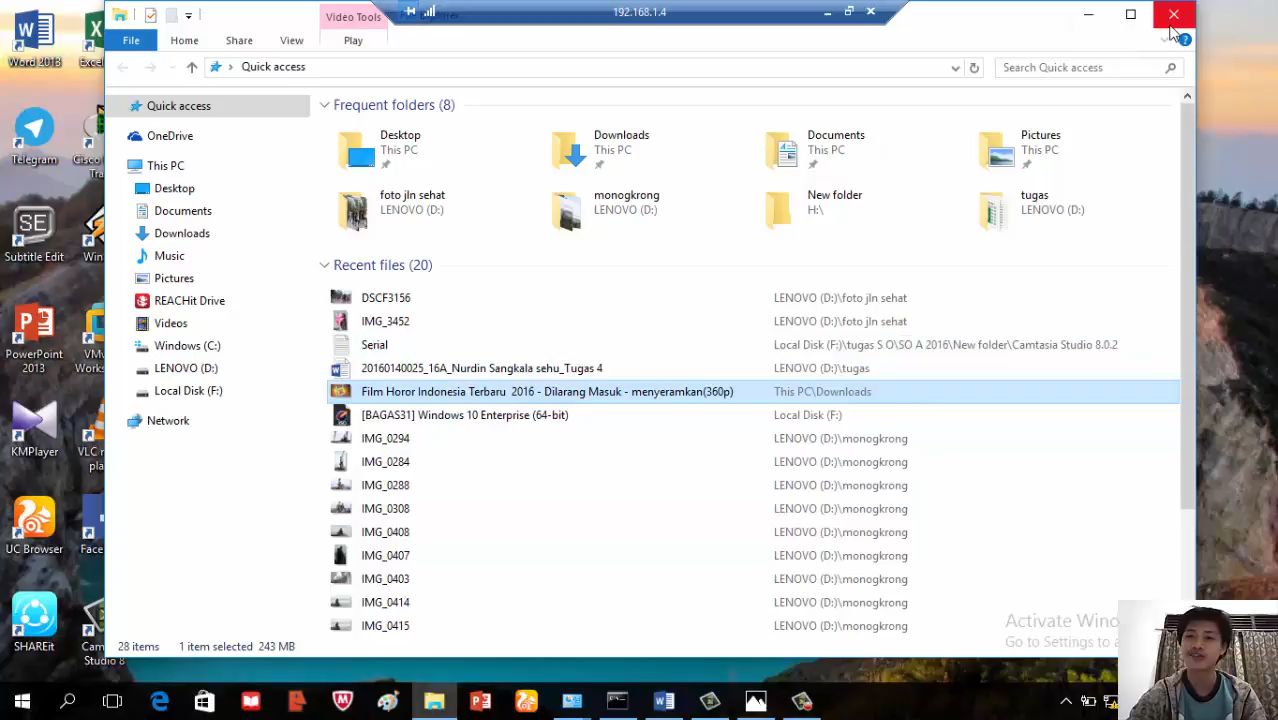 192.168.1.4
Video Tools
File
Home
Share
View
Play
Quick access
Search Quick access
Quick access
OneDrive
This PC
Desktop
Documents
Downloads
Music
Pictures
REACHit Drive
Videos
Windows (C:)
LENOVO (D:)
Local Disk (F:)
Network
Frequent folders (8)
Desktop
This PC
Downloads
This PC
Documents
This PC
Pictures
This PC
foto jln sehat
LENOVO (D:)
monogkrong
LENOVO (D:)
New folder
H:\
tugas
LENOVO (D:)
Recent files (20)
DSCF3156 LENOVO (D:)\foto jln sehat
IMG_3452 LENOVO (D:)\foto jln sehat
Serial Local Disk (F:)\tugas S O\SO A 2016\New folder\Camtasia Studio 8.0.2
20160140025_16A_Nurdin Sangkala sehu_Tugas 4 LENOVO (D:)\tugas
Film Horor Indonesia Terbaru 2016 - Dilarang Masuk - menyeramkan(360p) This PC\Downloads
[BAGAS31] Windows 10 Enterprise (64-bit) Local Disk (F:)
IMG_0294 LENOVO (D:)\monogkrong
IMG_0284 LENOVO (D:)\monogkrong
IMG_0288 LENOVO (D:)\monogkrong
IMG_0308 LENOVO (D:)\monogkrong
IMG_0408 LENOVO (D:)\monogkrong
IMG_0407 LENOVO (D:)\monogkrong
IMG_0403 LENOVO (D:)\monogkrong
IMG_0414 LENOVO (D:)\monogkrong
IMG_0415 LENOVO (D:)\monogkrong
28 items 1 item selected 243 MB
Activate Wind
Go to Settings to a
Word 2013
Excel
Telegram
Cisco
Tra
SE
Subtitle Edit
Win
PowerPoint
2013
VMw
Works
KMPlayer
VLC m
pla
UC Browser
Face
SHAREit
Cam
Studio 8